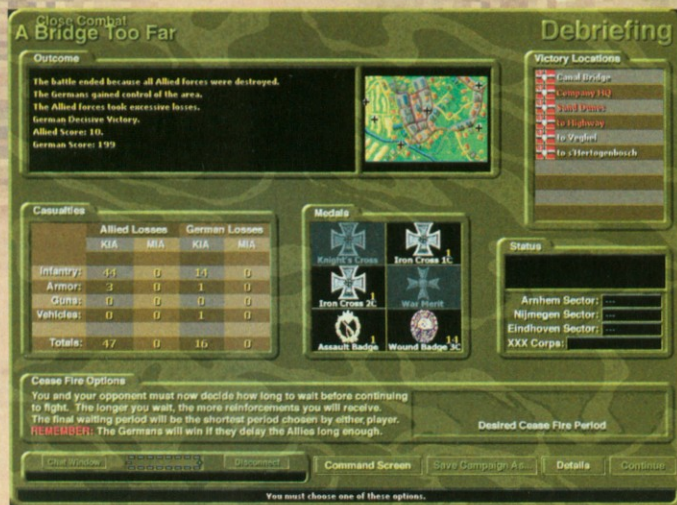 Close Combat
A Bridge Too Far
Debriefing
Outcome
The battle ended because all Allied forces were destroyed.
The Germans gained control of the area.
The Allied forces took excessive losses.
German Decisive Victory.
Allied Score: 10.
German Score: 199
Victory Locations
Canal Bridge
Company HQ
Sand Dunes
to Highway
to Veghel
to s'Hertogenbosch
Casualties
Allied Losses German Losses
KIA MIA KIA MIA
Infantry: 44 0 14 0
Armor: 3 0 1 0
Guns: 0 0 0 0
Vehicles: 0 0 1 0
Totals: 47 0 16 0
Medals
Knight's Cross
Iron Cross 1C 1
Iron Cross 2C 1
War Merit
Assault Badge 1
Wound Badge 3C 14
Status
Arnhem Sector: ---
Nijmegen Sector: ---
Eindhoven Sector: ---
XXX Corps:
Cease Fire Options
You and your opponent must now decide how long to wait before continuing
to fight. The longer you wait, the more reinforcements you will receive.
The final waiting period will be the shortest period chosen by either player.
REMEMBER: The Germans will win if they delay the Allies long enough.
Desired Cease Fire Period
Chat Window
Disconnect
Command Screen
Save Campaign As...
Details
Continue
You must choose one of these options.